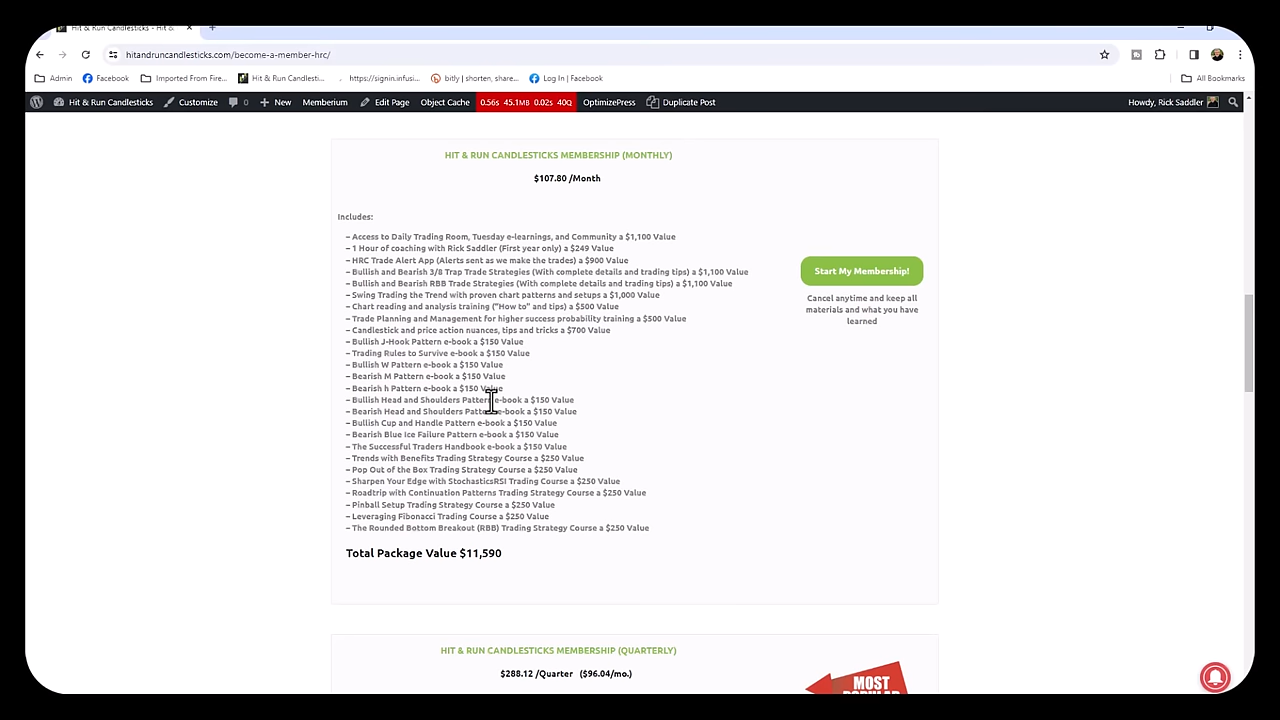 Hit & Run Candlesticks - Hit &
hitandruncandlesticks.com/become-a-member-hrc/
Admin Facebook Imported From Fire... Hit & Run Candlesti... https://signin.infusi... bitly | shorten, share... Log In | Facebook All Bookmarks
Hit & Run Candlesticks Customize 0 New Memberium Edit Page Object Cache 0.56s 45.1MB 0.02s 40Q OptimizePress Duplicate Post Howdy, Rick Saddler
HIT & RUN CANDLESTICKS MEMBERSHIP (MONTHLY)
$107.80 /Month
Includes:
– Access to Daily Trading Room, Tuesday e-learnings, and Community a $1,100 Value
– 1 Hour of coaching with Rick Saddler (First year only) a $249 Value
– HRC Trade Alert App (Alerts sent as we make the trades) a $900 Value
– Bullish and Bearish 3/8 Trap Trade Strategies (With complete details and trading tips) a $1,100 Value
– Bullish and Bearish RBB Trade Strategies (With complete details and trading tips) a $1,100 Value
– Swing Trading the Trend with proven chart patterns and setups a $1,000 Value
– Chart reading and analysis training ("How to" and tips) a $500 Value
– Trade Planning and Management for higher success probability training a $500 Value
– Candlestick and price action nuances, tips and tricks a $700 Value
– Bullish J-Hook Pattern e-book a $150 Value
– Trading Rules to Survive e-book a $150 Value
– Bullish W Pattern e-book a $150 Value
– Bearish M Pattern e-book a $150 Value
– Bearish h Pattern e-book a $150 Value
– Bullish Head and Shoulders Pattern e-book a $150 Value
– Bearish Head and Shoulders Pattern e-book a $150 Value
– Bullish Cup and Handle Pattern e-book a $150 Value
– Bearish Blue Ice Failure Pattern e-book a $150 Value
– The Successful Traders Handbook e-book a $150 Value
– Trends with Benefits Trading Strategy Course a $250 Value
– Pop Out of the Box Trading Strategy Course a $250 Value
– Sharpen Your Edge with StochasticRSI Trading Course a $250 Value
– Roadtrip with Continuation Patterns Trading Strategy Course a $250 Value
– Pinball Setup Trading Strategy Course a $250 Value
– Leveraging Fibonacci Trading Course a $250 Value
– The Rounded Bottom Breakout (RBB) Trading Strategy Course a $250 Value
Total Package Value $11,590
Start My Membership!
Cancel anytime and keep all
materials and what you have
learned
HIT & RUN CANDLESTICKS MEMBERSHIP (QUARTERLY)
$288.12 /Quarter ($96.04/mo.)
MOST
POPULAR